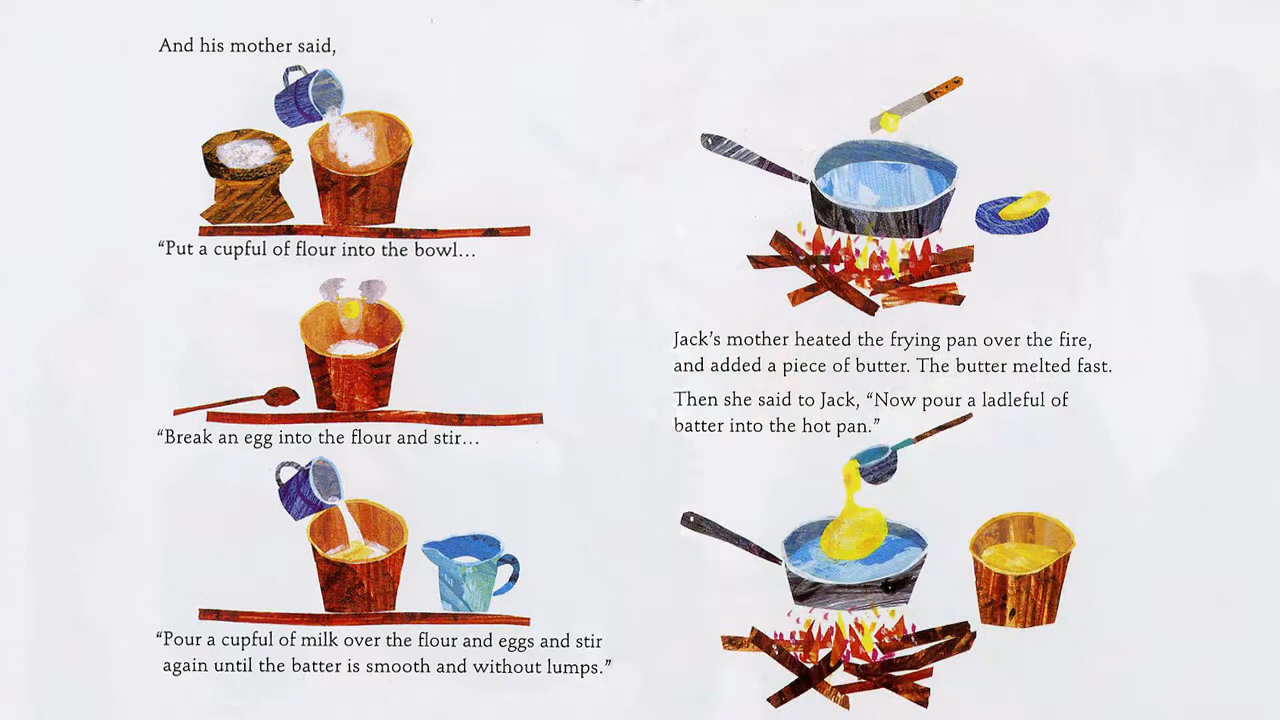 And his mother said,
“Put a cupful of flour into the bowl...
“Break an egg into the flour and stir...
“Pour a cupful of milk over the flour and eggs and stir
again until the batter is smooth and without lumps.”
Jack’s mother heated the frying pan over the fire,
and added a piece of butter. The butter melted fast.
Then she said to Jack, “Now pour a ladleful of
batter into the hot pan.”